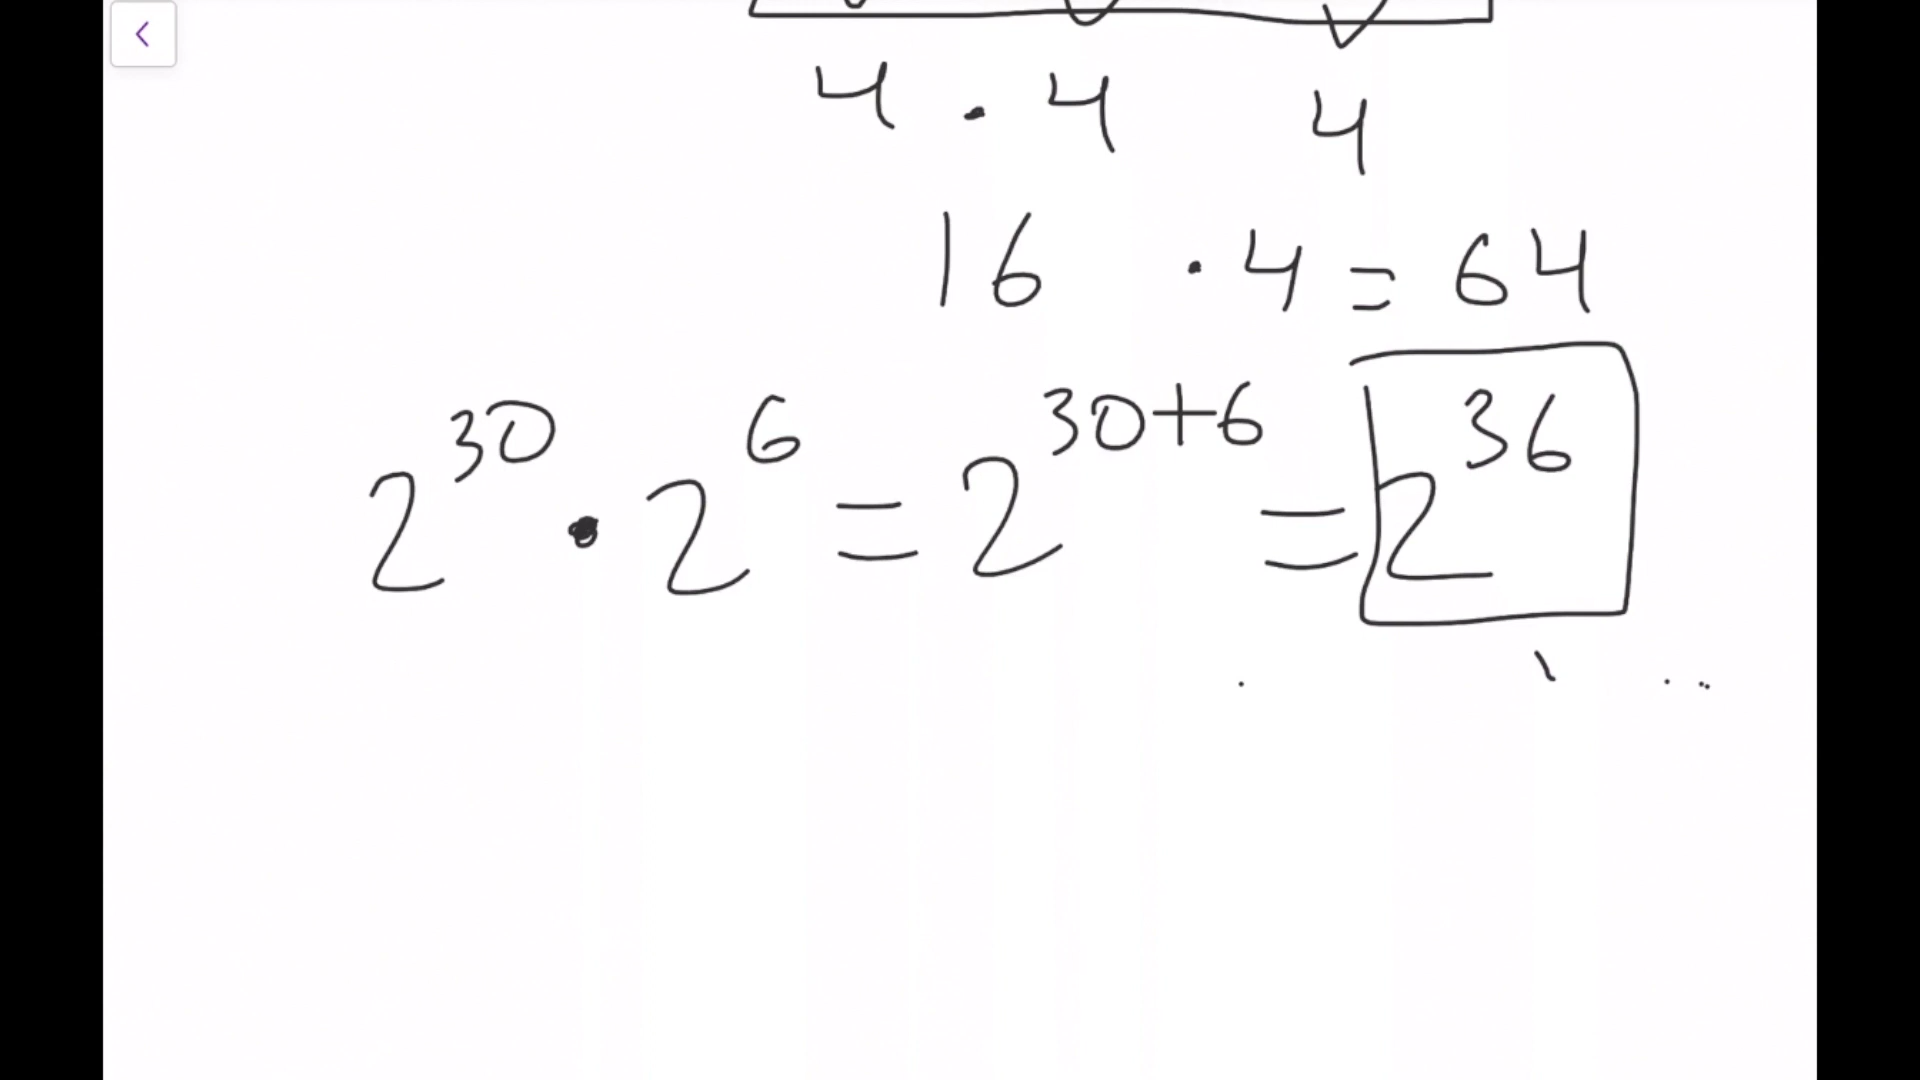 4 · 4 4
16 · 4 = 64
2^30 · 2^6 = 2^30+6 = 2^36